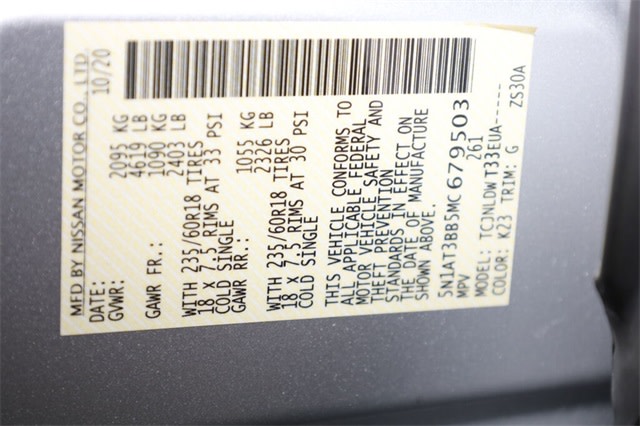 MFD BY NISSAN MOTOR CO., LTD.
DATE: 10/20
GVWR: 2095 KG
4619 LB
GAWR FR.: 1090 KG
2403 LB
WITH 235/60R18 TIRES
18 X 7.5 RIMS AT 33 PSI
COLD SINGLE
GAWR RR.: 1055 KG
2326 LB
WITH 235/60R18 TIRES
18 X 7.5 RIMS AT 30 PSI
COLD SINGLE
THIS VEHICLE CONFORMS TO
ALL APPLICABLE FEDERAL
MOTOR VEHICLE SAFETY AND
THEFT PREVENTION
STANDARDS IN EFFECT ON
THE DATE OF MANUFACTURE
SHOWN ABOVE.
5N1AT3BB5MC679503
MPV 261
MODEL: TCJNLDWT33EUA-----
COLOR: K23 TRIM: G ZS30A